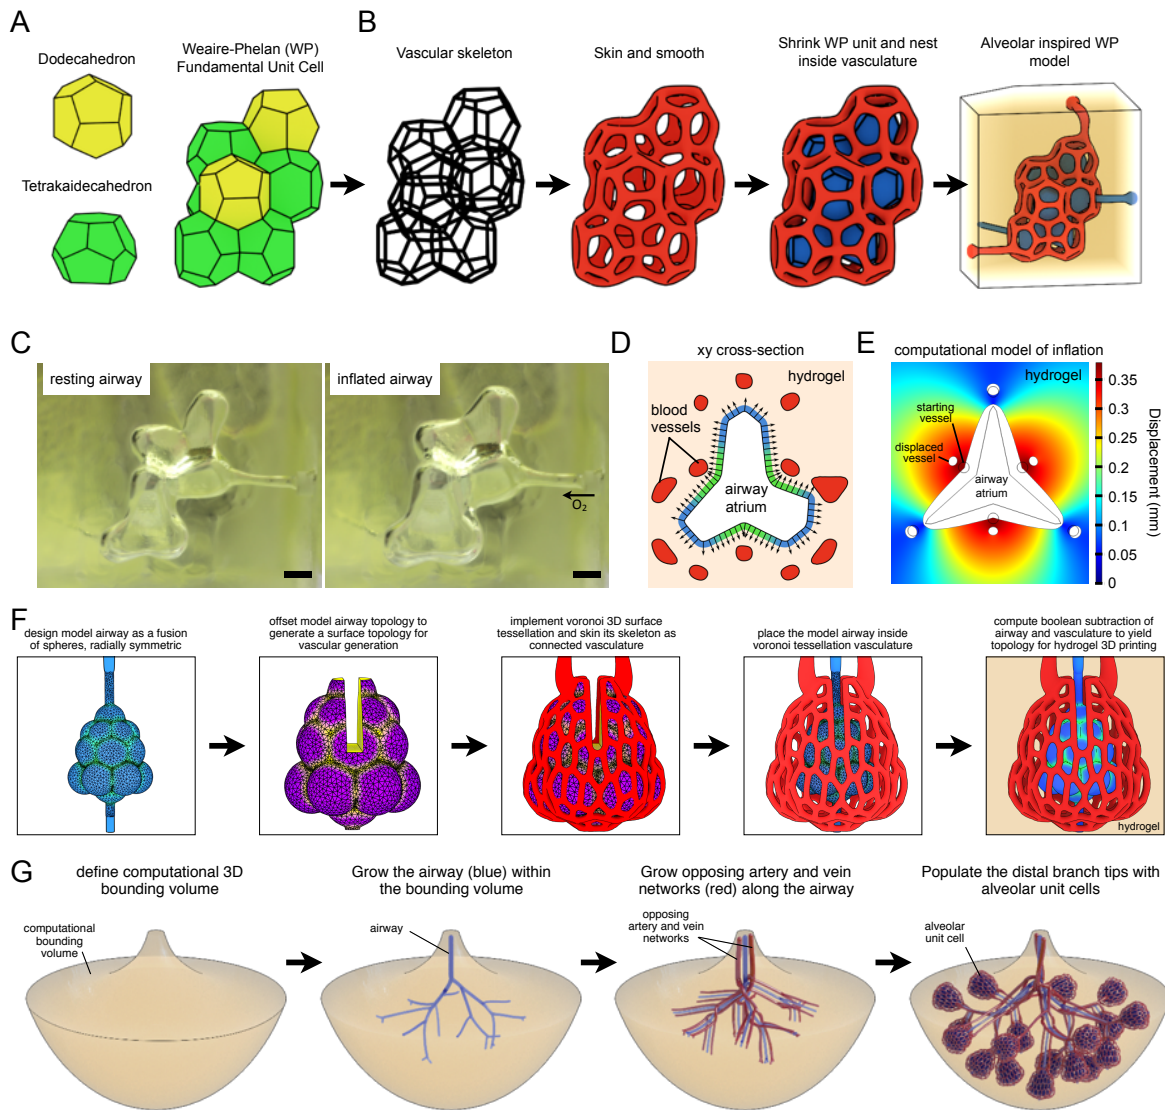 A
Dodecahedron
Tetrakaidecahedron
Weaire-Phelan (WP)
Fundamental Unit Cell
B
Vascular skeleton
Skin and smooth
Shrink WP unit and nest
inside vasculature
Alveolar inspired WP
model
C
resting airway
inflated airway
O2
D
xy cross-section
hydrogel
blood
vessels
airway
atrium
E
computational model of inflation
hydrogel
starting
vessel
displaced
vessel
airway
atrium
0.35
0.3
0.25
0.2
0.15
0.1
0.05
0
Displacement (mm)
F
design model airway as a fusion
of spheres, radially symmetric
offset model airway topology to
generate a surface topology for
vascular generation
implement voronoi 3D surface
tessellation and skin its skeleton as
connected vasculature
place the model airway inside
voronoi tessellation vasculature
compute boolean subtraction of
airway and vasculature to yield
topology for hydrogel 3D printing
hydrogel
G
define computational 3D
bounding volume
computational
bounding
volume
Grow the airway (blue) within
the bounding volume
airway
Grow opposing artery and vein
networks (red) along the airway
opposing
artery and vein
networks
Populate the distal branch tips with
alveolar unit cells
alveolar
unit cell